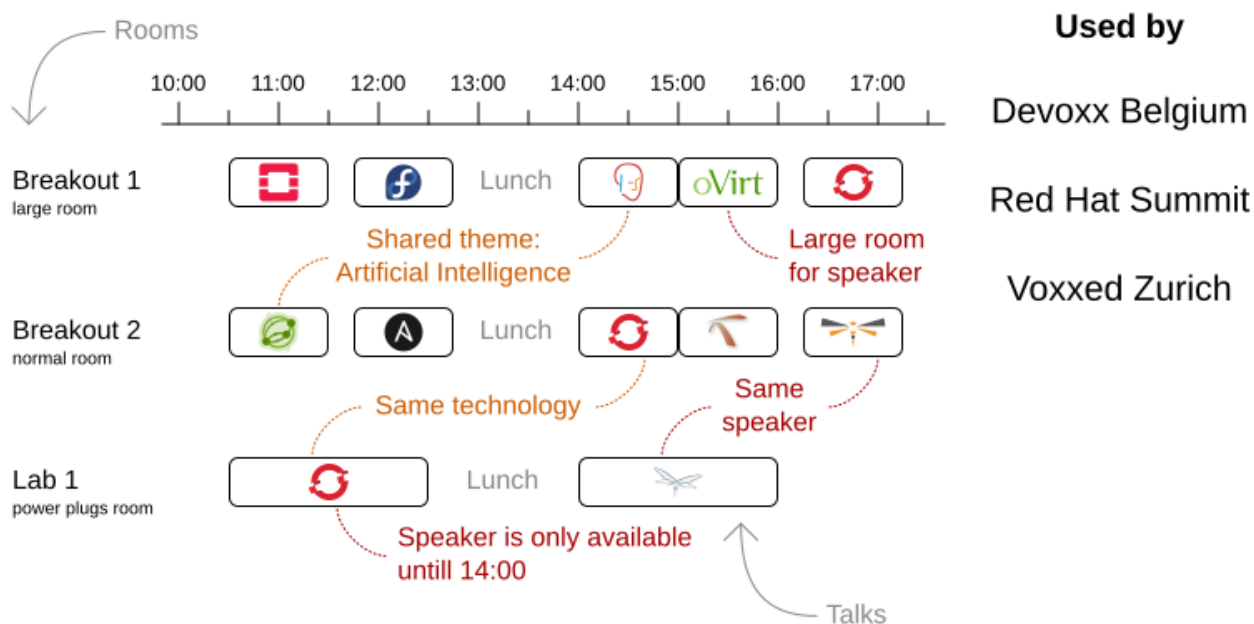 Rooms
Used by
10:00 11:00 12:00 13:00 14:00 15:00 16:00 17:00
Devoxx Belgium
Red Hat Summit
Voxxed Zurich
Breakout 1
large room
Lunch
oVirt
Shared theme:
Artificial Intelligence
Large room
for speaker
Breakout 2
normal room
Lunch
Same technology
Same
speaker
Lab 1
power plugs room
Lunch
Speaker is only available
untill 14:00
Talks